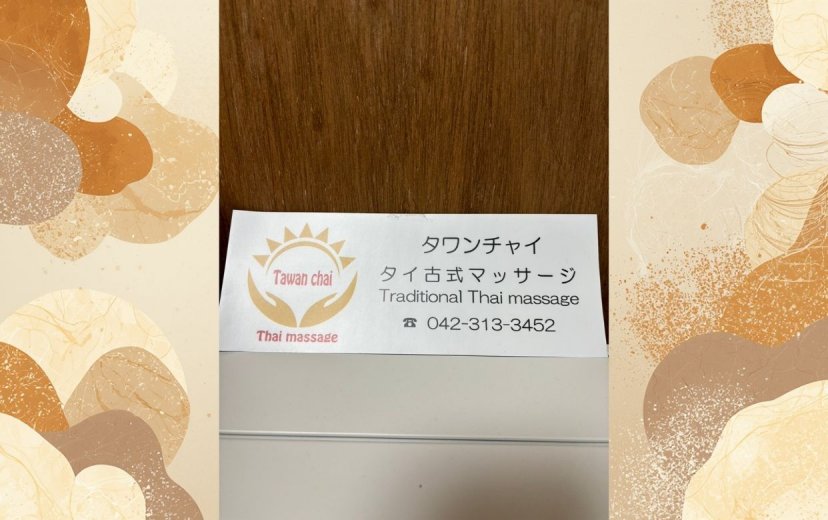 Tawan chai
Thai massage
タワンチャイ
タイ古式マッサージ
Traditional Thai massage
☎ 042-313-3452